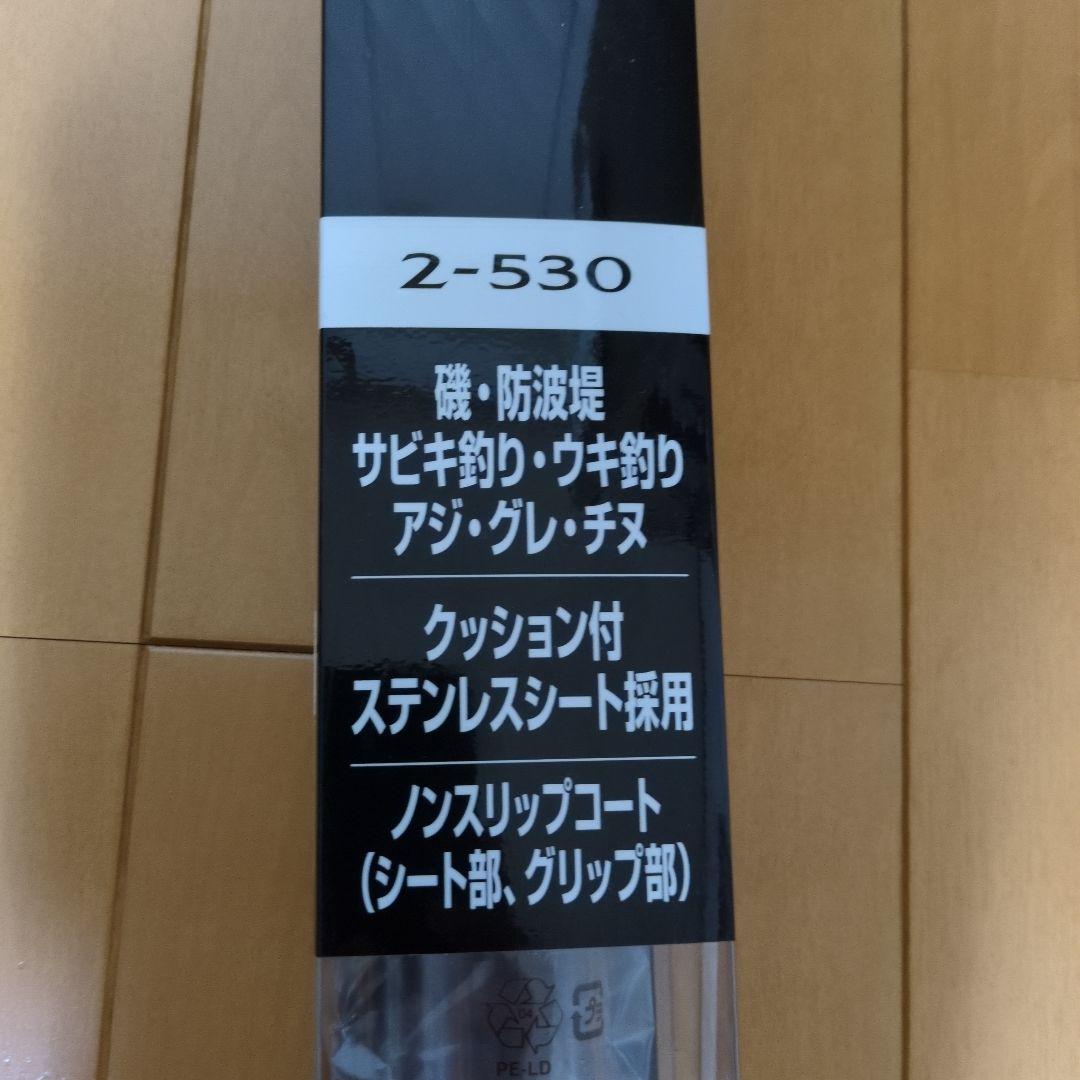 2-530
磯・防波堤
サビキ釣り・ウキ釣り
アジ・グレ・チヌ
クッション付
ステンレスシート採用
ノンスリップコート
(シート部、グリップ部)
04
プラ
PE-LD